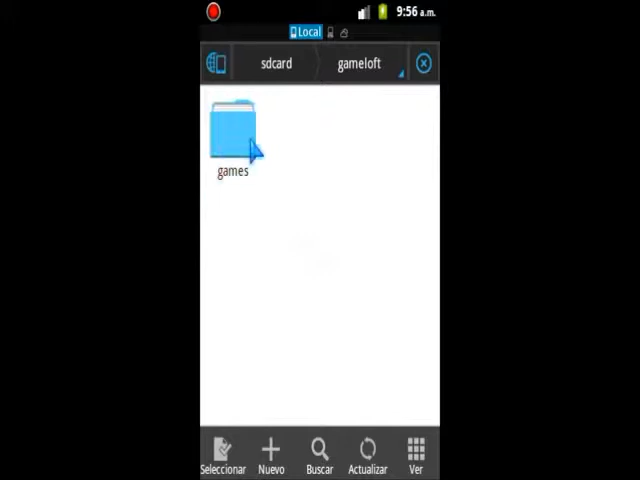 9:56 a.m.
Local
sdcard
gameloft
games
Seleccionar
Nuevo
Buscar
Actualizar
Ver